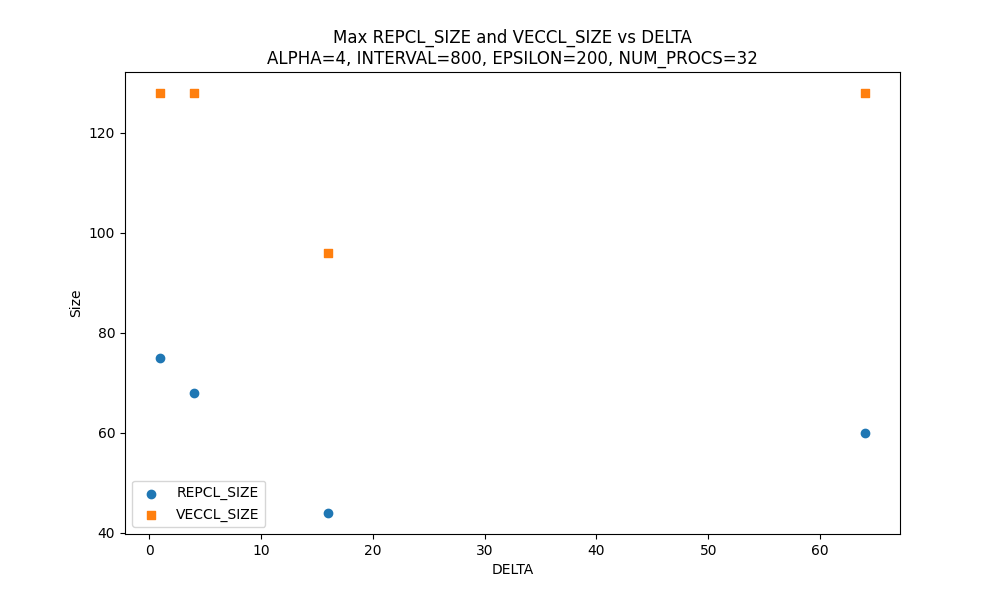 Max REPCL_SIZE and VECCL_SIZE vs DELTA
ALPHA=4, INTERVAL=800, EPSILON=200, NUM_PROCS=32
120
100
80
60
40
Size
REPCL_SIZE
VECCL_SIZE
0 10 20 30 40 50 60
DELTA